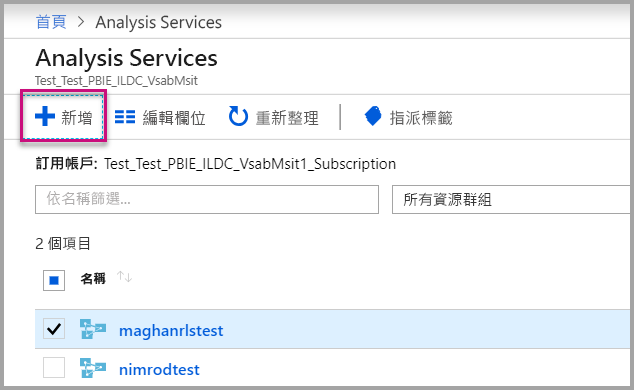 首頁 > Analysis Services
Analysis Services
Test_Test_PBIE_ILDC_VsabMsit
新增 編輯欄位 重新整理 指派標籤
訂用帳戶: Test_Test_PBIE_ILDC_VsabMsit1_Subscription
依名稱篩選... 所有資源群組
2 個項目
名稱
maghanrlstest
nimrodtest